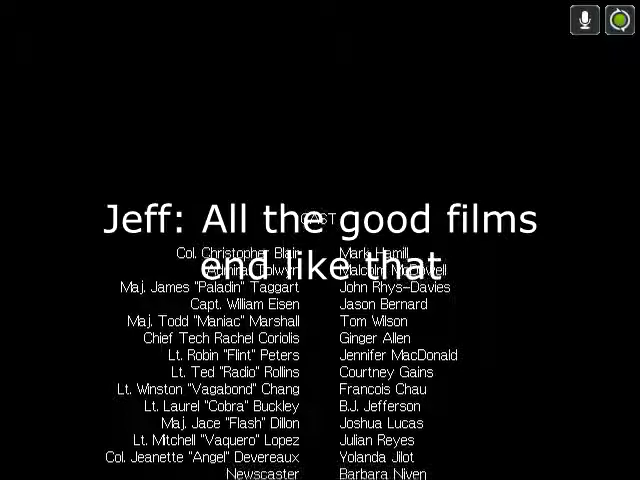 Jeff: All the good films
end like that
CAST
Col. Christopher Blair Mark Hamill
Admiral Tolwyn Malcolm McDowell
Maj. James "Paladin" Taggart John Rhys-Davies
Capt. William Eisen Jason Bernard
Maj. Todd "Maniac" Marshall Tom Wilson
Chief Tech Rachel Coriolis Ginger Allen
Lt. Robin "Flint" Peters Jennifer MacDonald
Lt. Ted "Radio" Rollins Courtney Gains
Lt. Winston "Vagabond" Chang Francois Chau
Lt. Laurel "Cobra" Buckley B.J. Jefferson
Maj. Jace "Flash" Dillon Joshua Lucas
Lt. Mitchell "Vaquero" Lopez Julian Reyes
Col. Jeanette "Angel" Devereaux Yolanda Jilot
Newscaster Barbara Niven